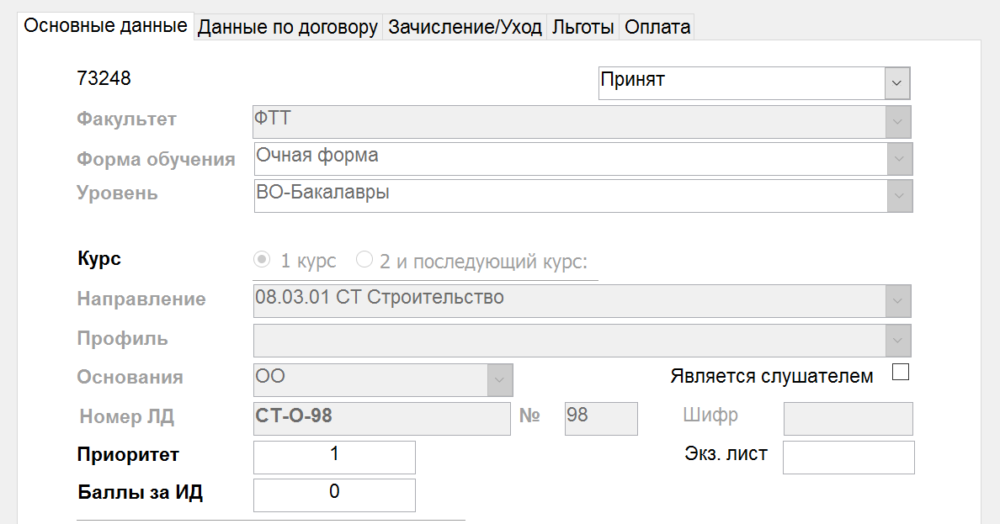 Основные данные Данные по договору Зачисление/Уход Льготы Оплата
73248 Принят
Факультет ФТТ
Форма обучения Очная форма
Уровень ВО-Бакалавры
Курс 1 курс 2 и последующий курс:
Направление 08.03.01 СТ Строительство
Профиль
Основания ОО Является слушателем
Номер ЛД СТ-О-98 № 98 Шифр
Приоритет 1 Экз. лист
Баллы за ИД 0